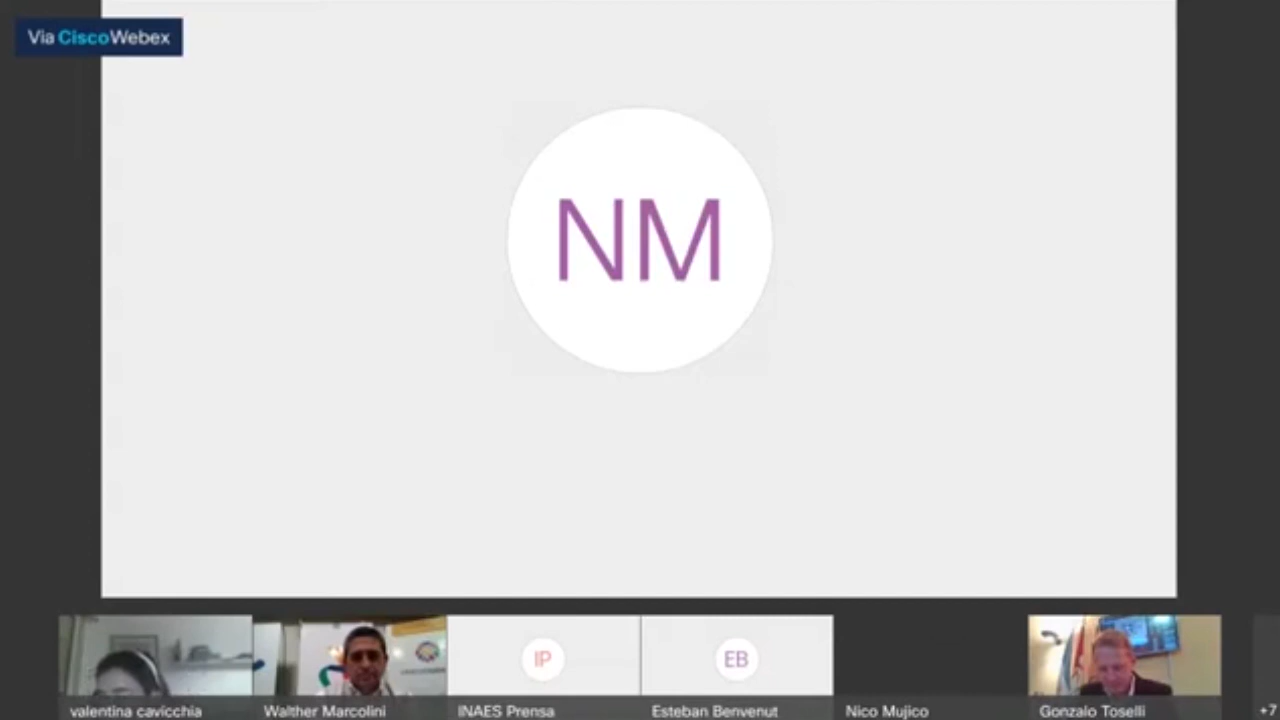 Via CiscoWebex
NM
IP
EB
valentina cavicchia
Walther Marcolini
INAES Prensa
Esteban Benvenut
Nico Mujico
Gonzalo Toselli
+7